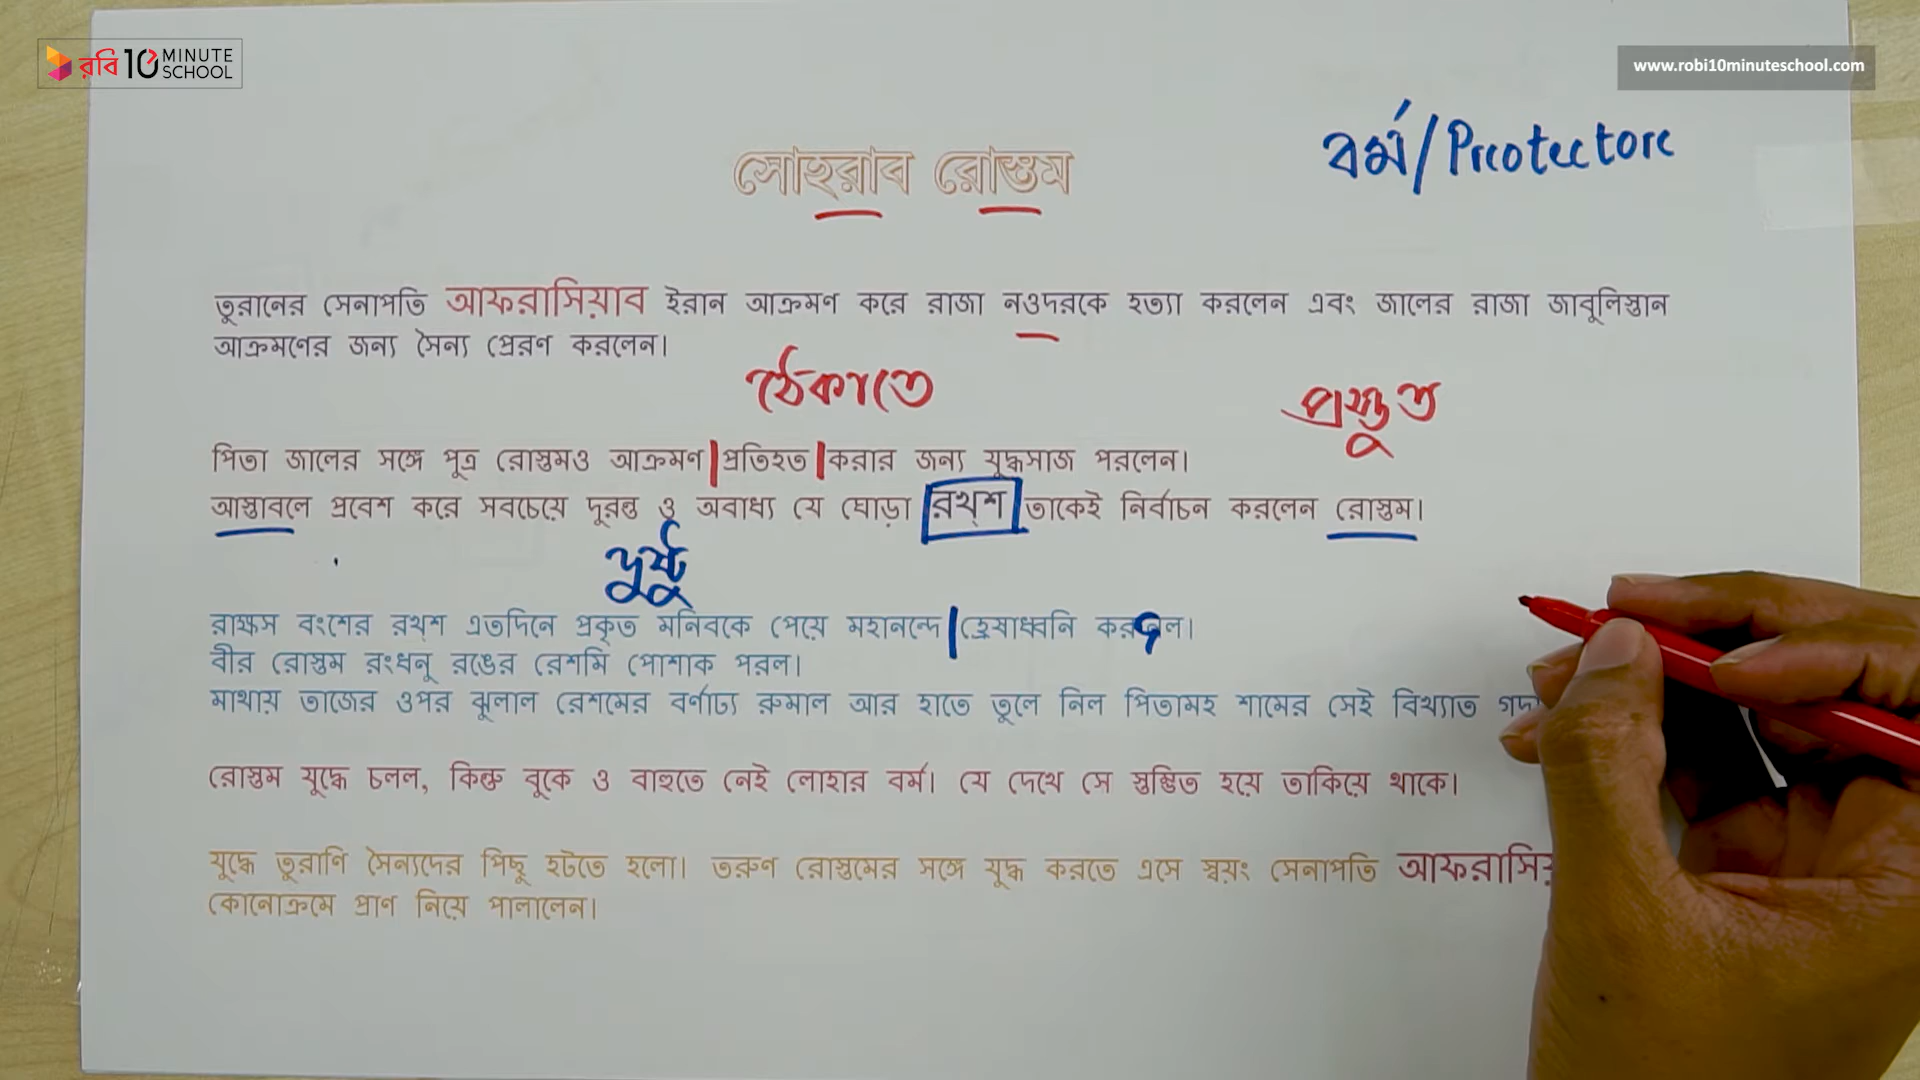 রবি 10 MINUTE SCHOOL
www.robi10minuteschool.com
বর্ম/Protector
সোহরাব রোস্তম
তুরানের সেনাপতি আফরাসিয়াব ইরান আক্রমণ করে রাজা নওদরকে হত্যা করলেন এবং জালের রাজা জাবুলিস্তান
আক্রমণের জন্য সৈন্য প্রেরণ করলেন।
ঠেকাতে
প্রস্তুত
পিতা জালের সঙ্গে পুত্র রোস্তমও আক্রমণ প্রতিহত করার জন্য যুদ্ধসাজ পরলেন।
আস্তাবলে প্রবেশ করে সবচেয়ে দুরন্ত ও অবাধ্য যে ঘোড়া রখ্‌শ তাকেই নির্বাচন করলেন রোস্তম।
দুষ্টু
রাক্ষস বংশের রখ্‌শ এতদিনে প্রকৃত মনিবকে পেয়ে মহানন্দে হ্রেষাধ্বনি করল।
বীর রোস্তম রংধনু রঙের রেশমি পোশাক পরল।
মাথায় তাজের ওপর ঝুলাল রেশমের বর্ণাঢ্য রুমাল আর হাতে তুলে নিল পিতামহ শামের সেই বিখ্যাত গদা
রোস্তম যুদ্ধে চলল, কিন্তু বুকে ও বাহুতে নেই লোহার বর্ম। যে দেখে সে স্তম্ভিত হয়ে তাকিয়ে থাকে।
যুদ্ধে তুরাণি সৈন্যদের পিছু হটতে হলো। তরুণ রোস্তমের সঙ্গে যুদ্ধ করতে এসে স্বয়ং সেনাপতি আফরাসি
কোনোক্রমে প্রাণ নিয়ে পালালেন।